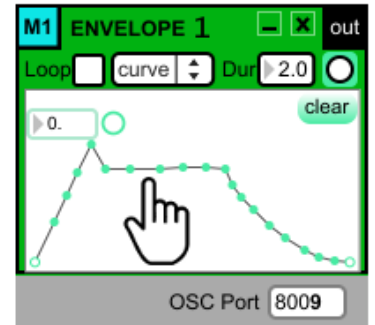 M1 ENVELOPE 1 out
Loop curve Dur 2.0
clear
0.
OSC Port 8009